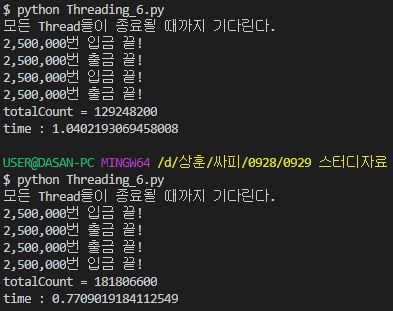 $ python Threading_6.py
모든 Thread들이 종료될 때까지 기다린다.
2,500,000번 입금 끝!
2,500,000번 출금 끝!
2,500,000번 입금 끝!
2,500,000번 출금 끝!
totalCount = 129248200
time : 1.0402193069458008
USER@DASAN-PC MINGW64 /d/상훈/싸피/0928/0929 스터디자료
$ python Threading_6.py
모든 Thread들이 종료될 때까지 기다린다.
2,500,000번 입금 끝!
2,500,000번 출금 끝!
2,500,000번 출금 끝!
2,500,000번 입금 끝!
totalCount = 181806600
time : 0.7709019184112549